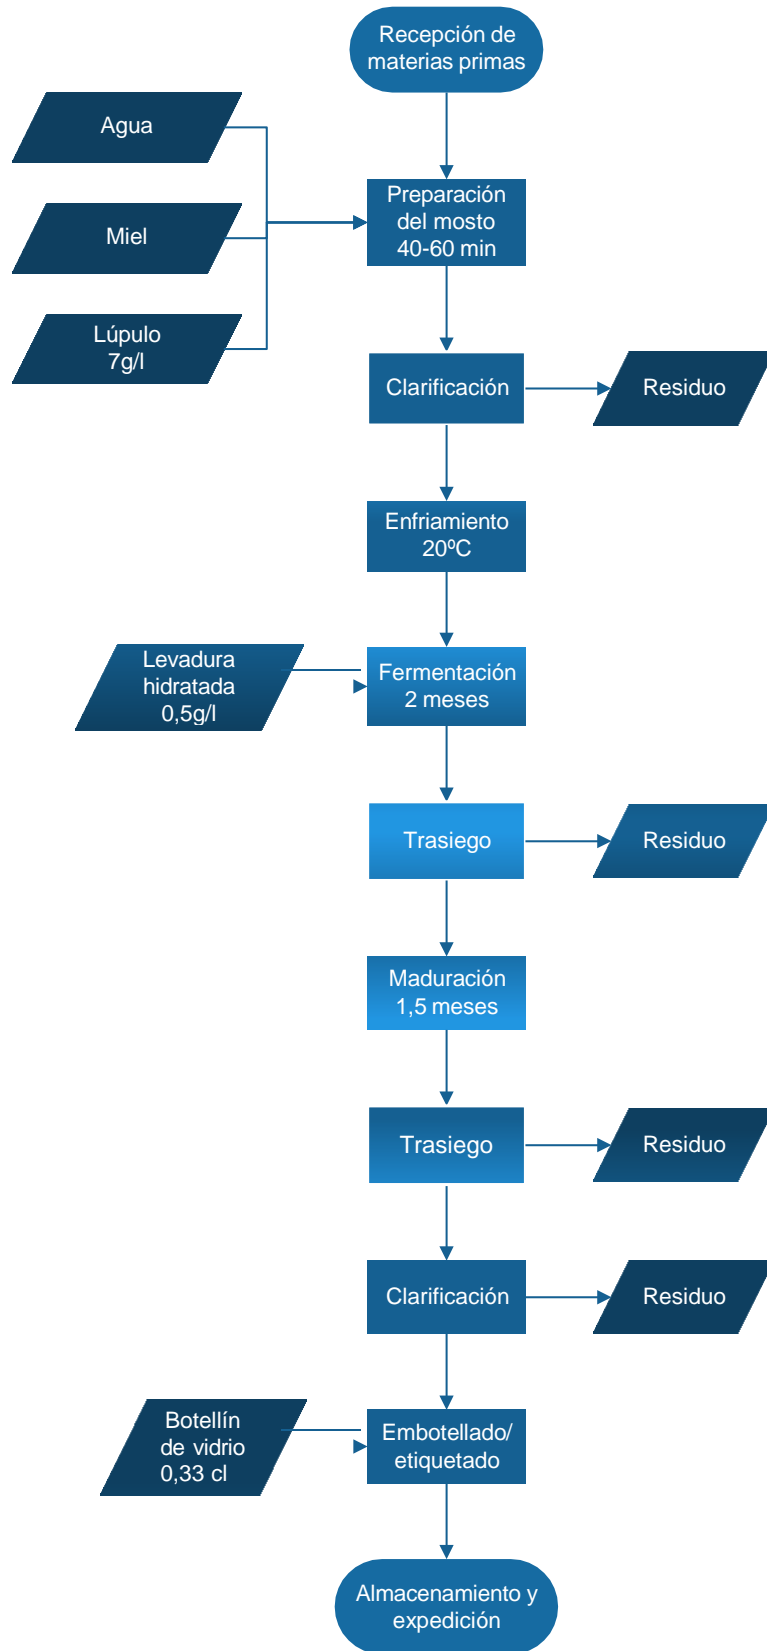 Recepción de
materias primas
Agua
Miel
Lúpulo
7g/l
Preparación
del mosto
40-60 min
Clarificación
Residuo
Enfriamiento
20ºC
Levadura
hidratada
0,5g/l
Fermentación
2 meses
Trasiego
Residuo
Maduración
1,5 meses
Trasiego
Residuo
Clarificación
Residuo
Botellín
de vidrio
0,33 cl
Embotellado/
etiquetado
Almacenamiento y
expedición